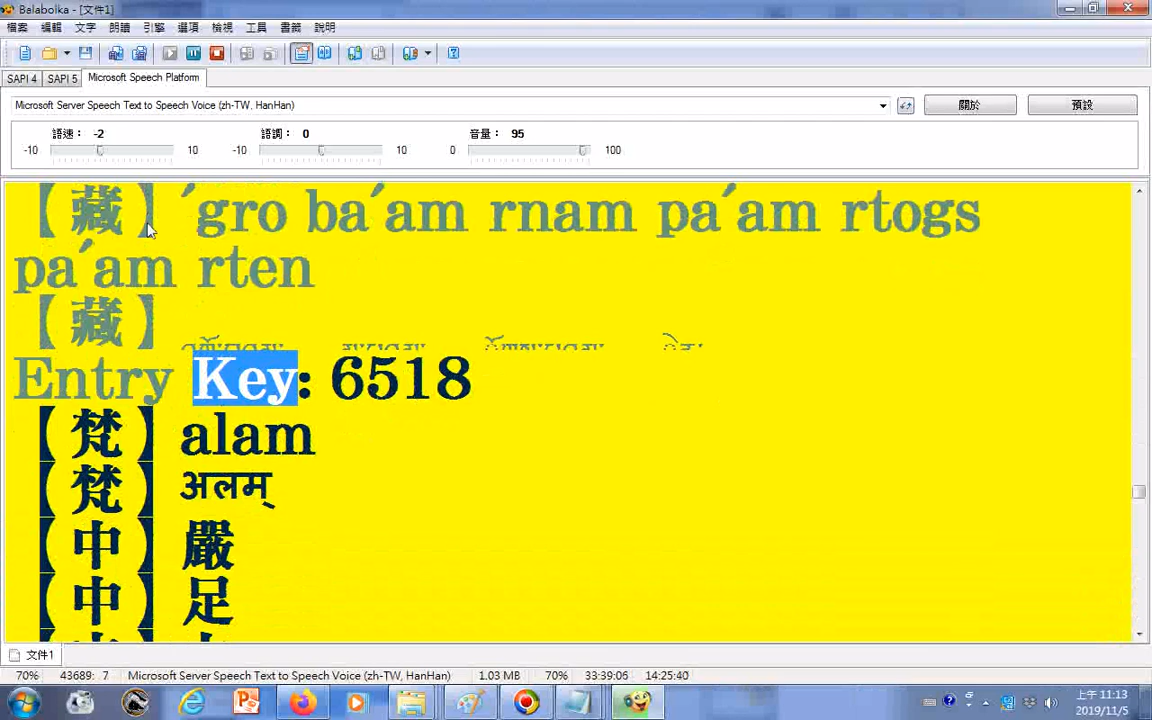 Balabolka - [文件1]
檔案 編輯 文字 朗讀 引擎 選項 檢視 工具 書籤 說明
SAPI 4 SAPI 5 Microsoft Speech Platform
Microsoft Server Speech Text to Speech Voice (zh-TW, HanHan) 關於 預設
語速： -2 語調： 0 音量： 95
-10 10 -10 10 0 100
【藏】 ´gro ba´am rnam pa´am rtogs
pa´am rten
【藏】
Entry Key: 6518
【梵】 alam
【梵】 अलम्
【中】 嚴
【中】 足
文件1
70% 43689: 7 Microsoft Server Speech Text to Speech Voice (zh-TW, HanHan) 1.03 MB 70% 33:39:06 14:25:40
上午 11:13
2019/11/5